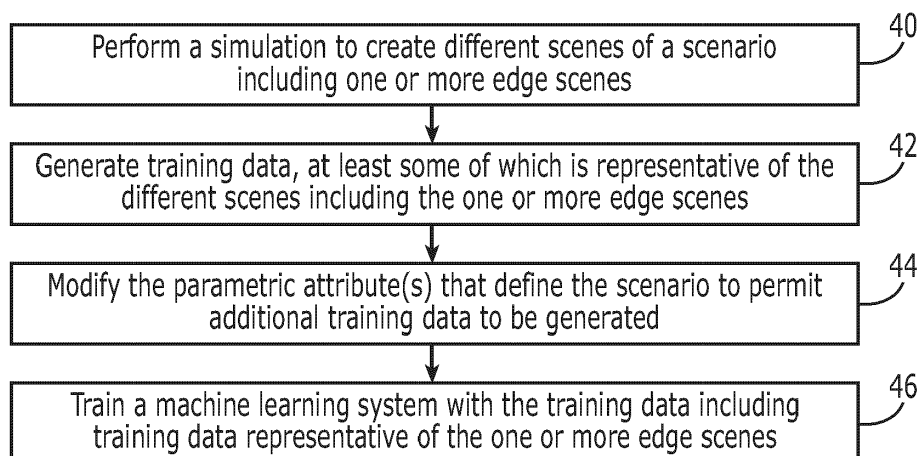 Perform a simulation to create different scenes of a scenario
including one or more edge scenes
40
Generate training data, at least some of which is representative of the
different scenes including the one or more edge scenes
42
Modify the parametric attribute(s) that define the scenario to permit
additional training data to be generated
44
Train a machine learning system with the training data including
training data representative of the one or more edge scenes
46